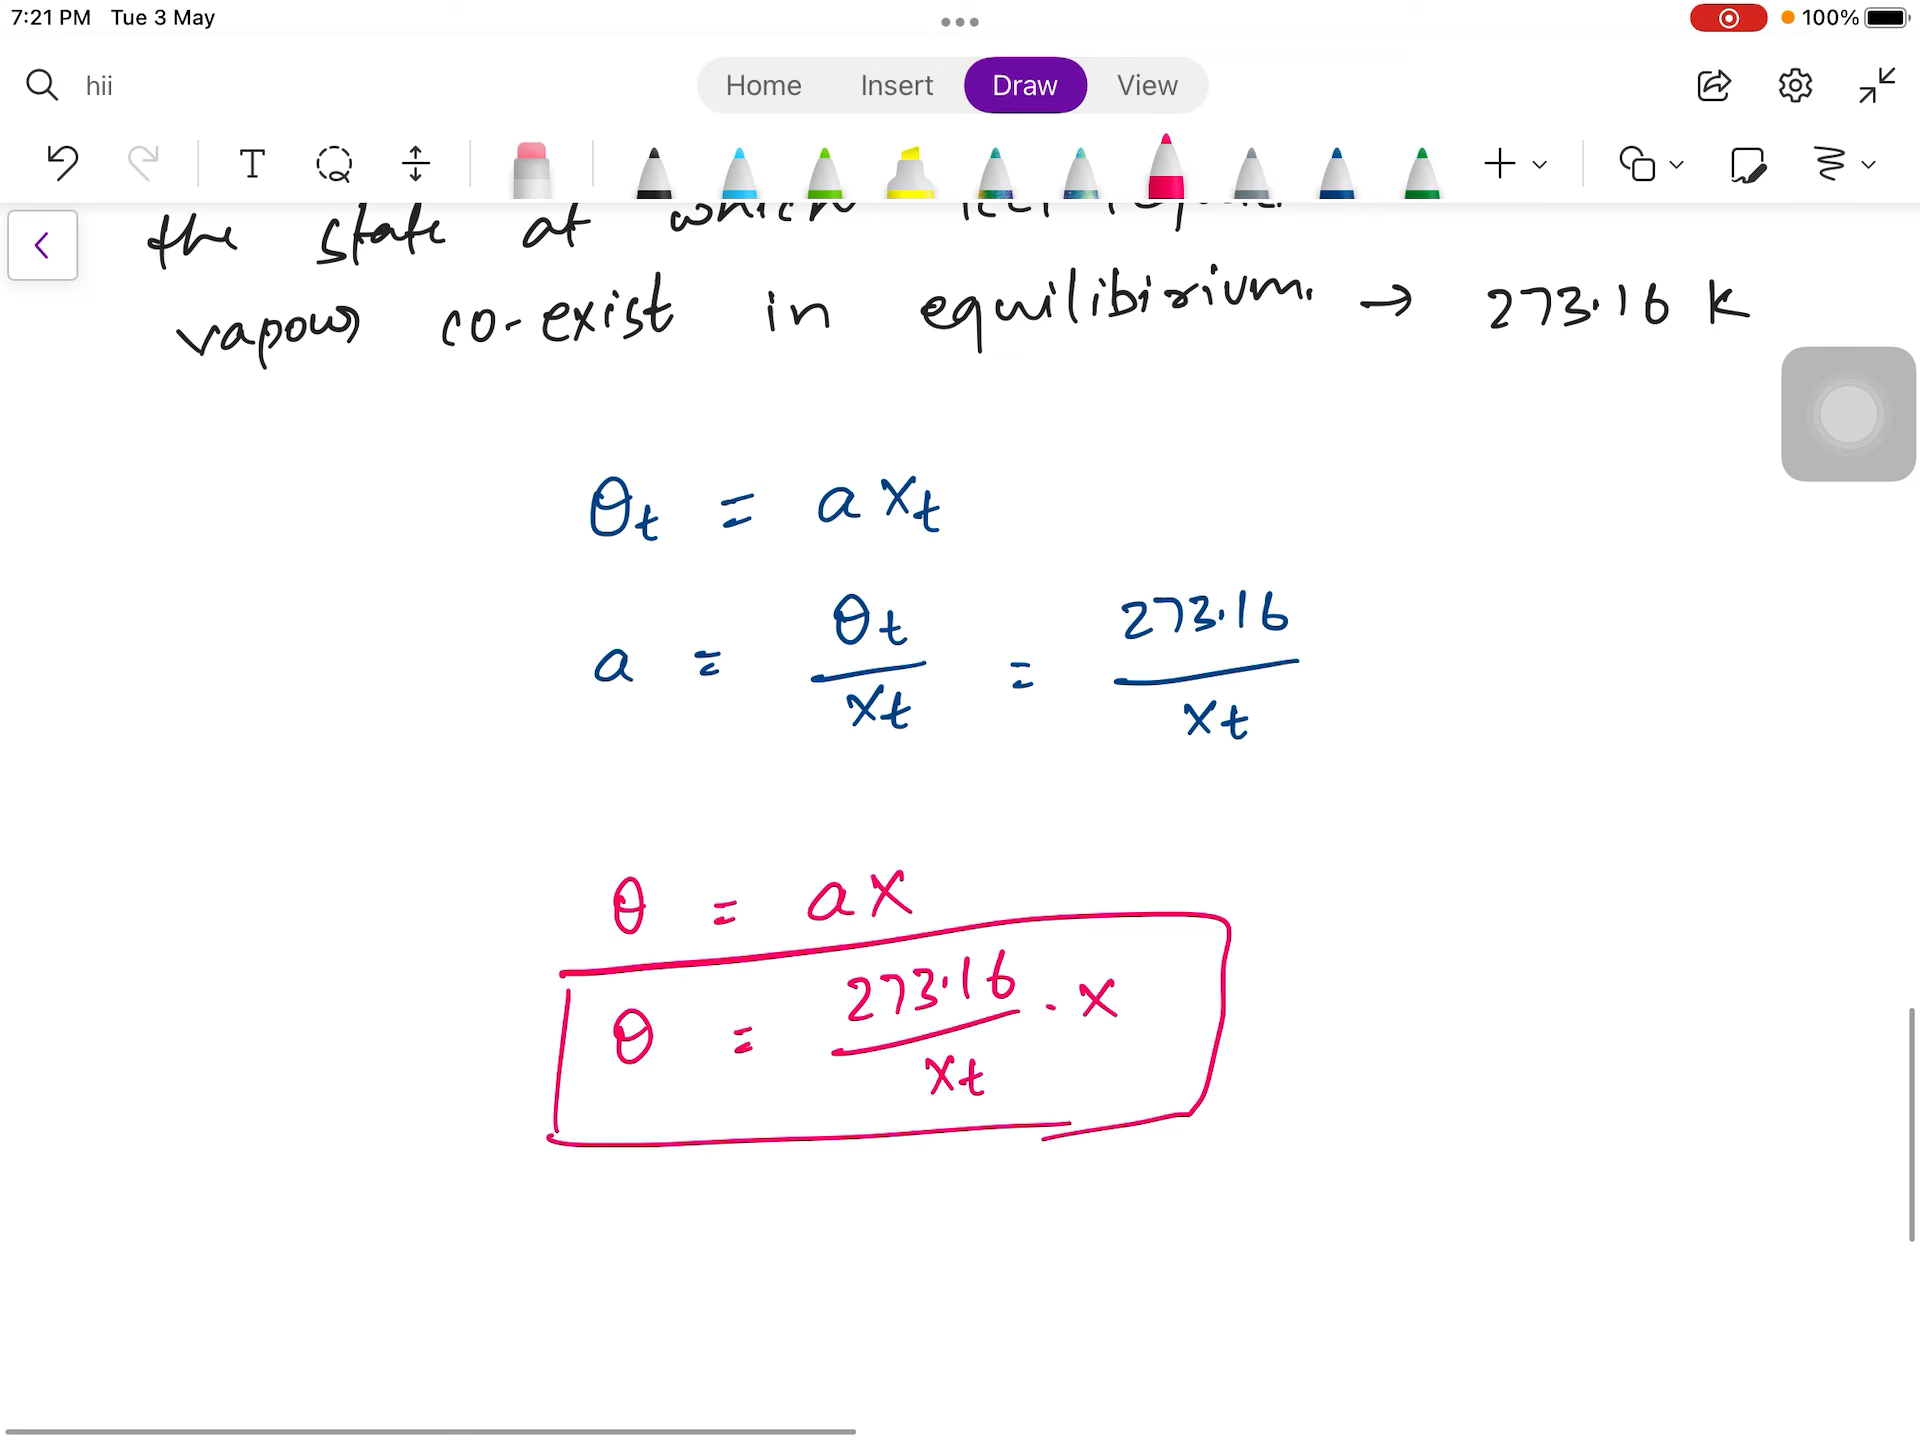 7:21 PM Tue 3 May
100%
hii
Home Insert Draw View
T
the state at which
vapour co-exist in equilibirium. → 273.16 K
θt = a xt
a = θt / xt = 273.16 / xt
θ = a x
θ = 273.16 / xt . x